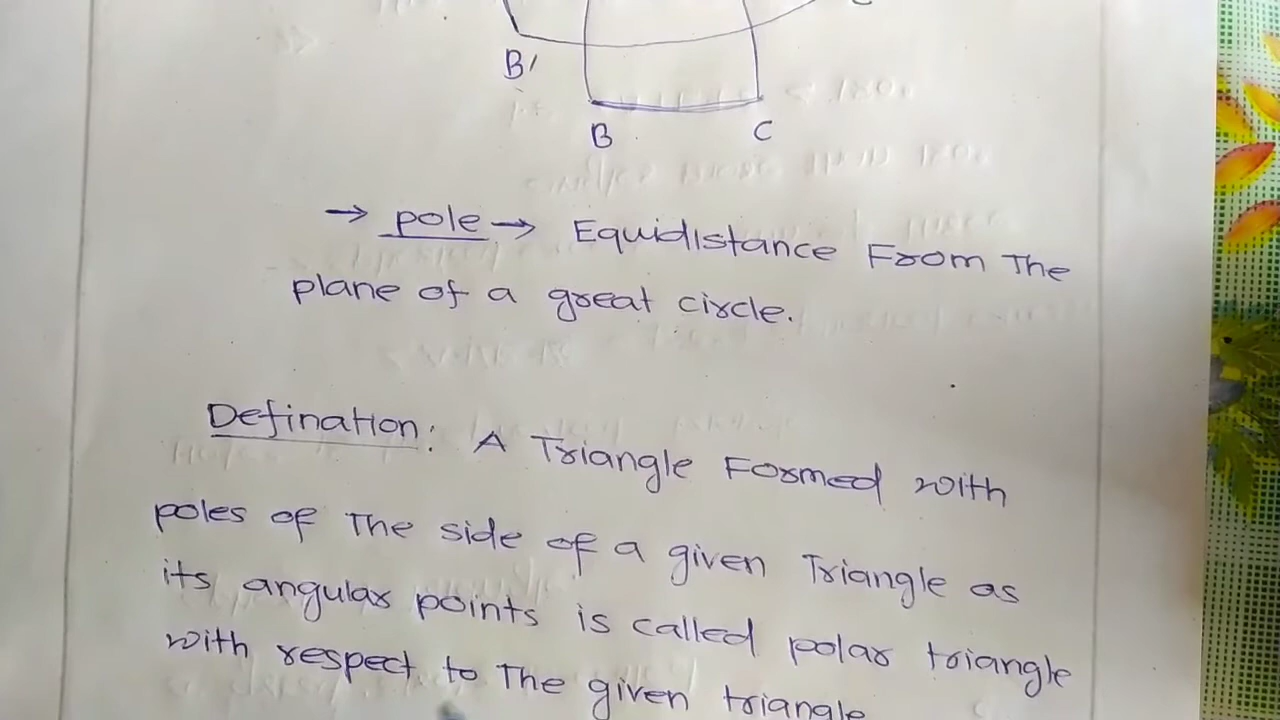 B'
B C
→ pole → Equidistance From The
plane of a great circle.
Defination: A Triangle Formed with
poles of The side of a given Triangle as
its angular points is called polar triangle
with respect to The given triangle